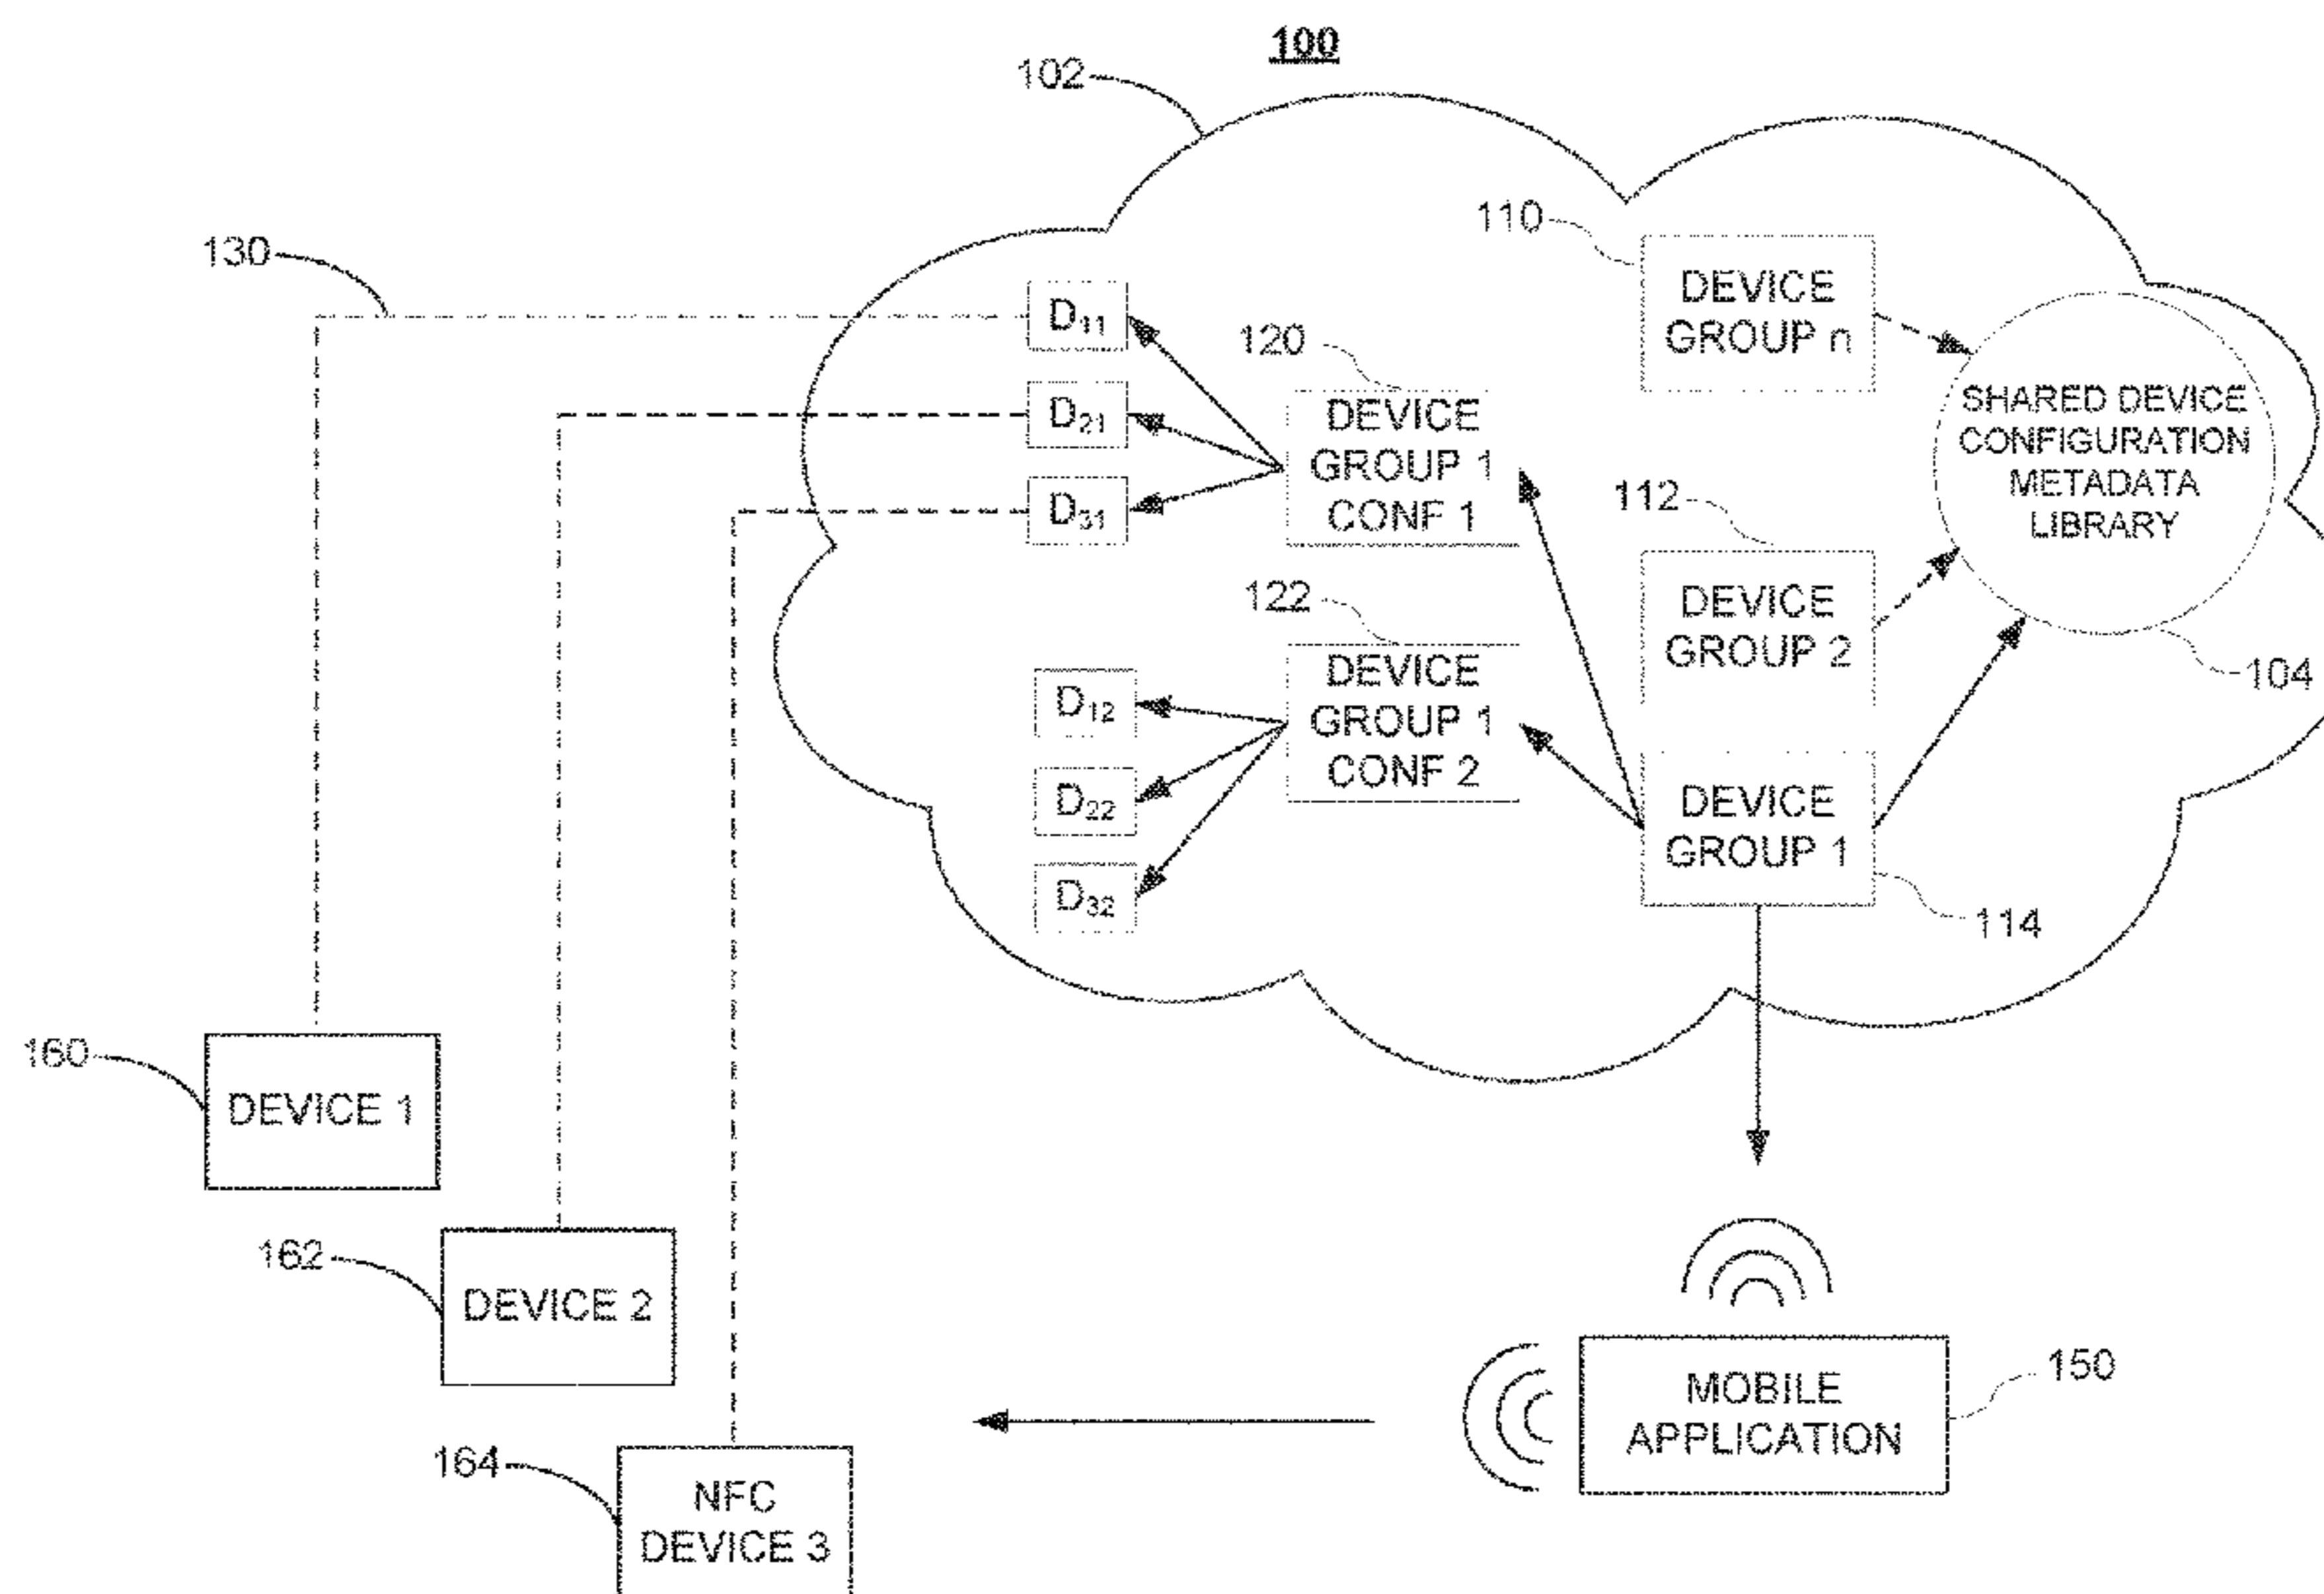 100
102
110
130
DEVICE
GROUP n
D11
120
SHARED DEVICE
CONFIGURATION
METADATA
LIBRARY
D21
DEVICE
GROUP 1
CONF 1
D31
112
DEVICE
GROUP 2
122
104
D12
DEVICE
GROUP 1
CONF 2
D22
DEVICE
GROUP 1
D32
114
160
DEVICE 1
162
DEVICE 2
150
MOBILE
APPLICATION
164
NFC
DEVICE 3